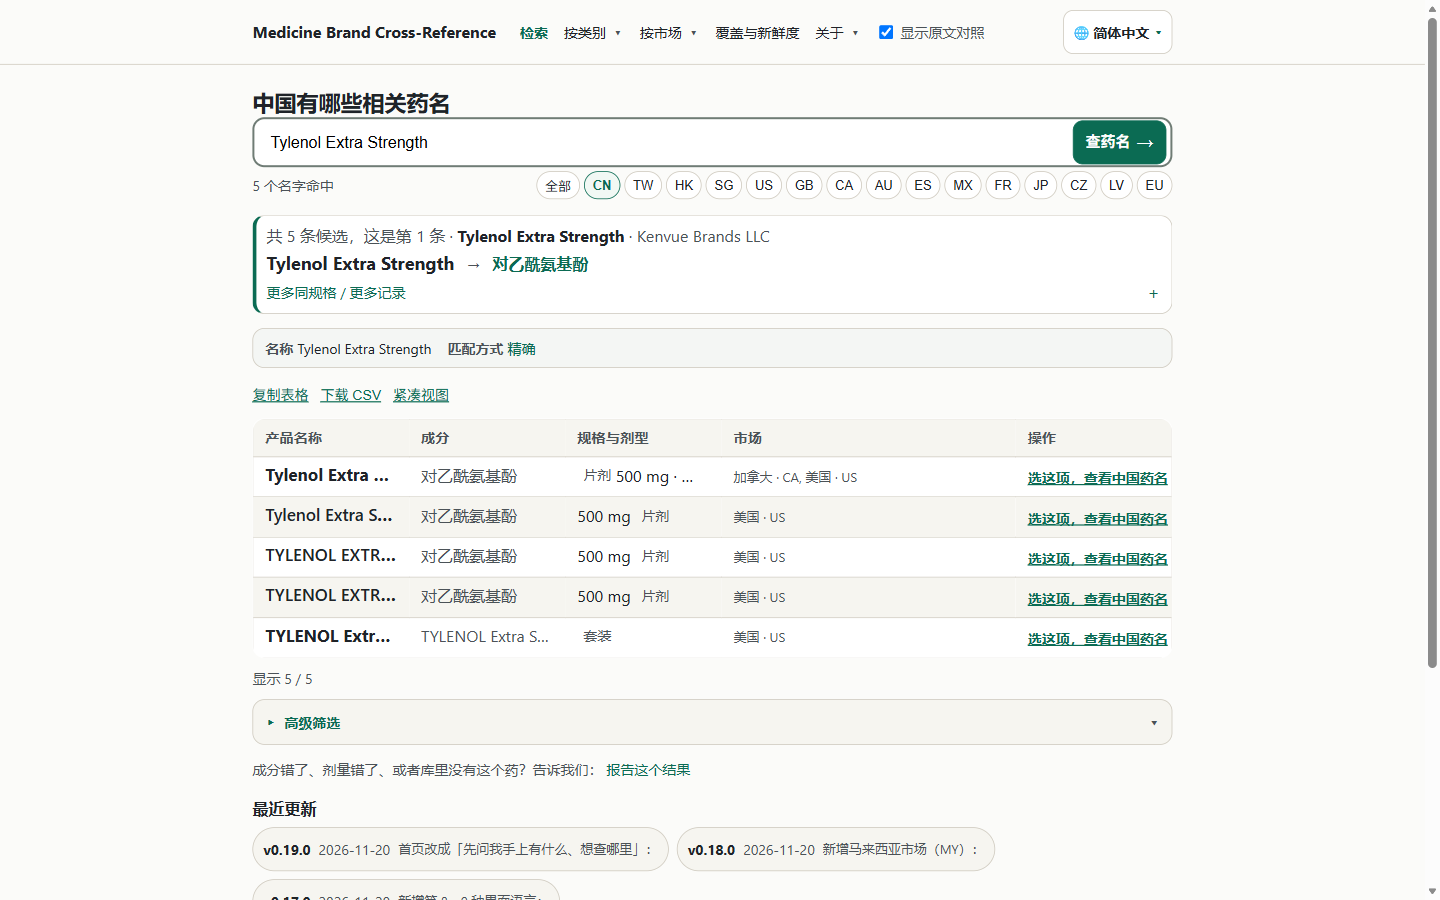 Medicine Brand Cross-Reference 检索 按类别 ▾ 按市场 ▾ 覆盖与新鲜度 关于 ▾ 显示原文对照 🌐 简体中文 ▾
中国有哪些相关药名
Tylenol Extra Strength 查药名 →
5 个名字命中 全部 CN TW HK SG US GB CA AU ES MX FR JP CZ LV EU
共 5 条候选，这是第 1 条 · Tylenol Extra Strength · Kenvue Brands LLC
Tylenol Extra Strength → 对乙酰氨基酚
更多同规格 / 更多记录 +
名称 Tylenol Extra Strength 匹配方式 精确
复制表格 下载 CSV 紧凑视图
产品名称 成分 规格与剂型 市场 操作
Tylenol Extra ... 对乙酰氨基酚 片剂 500 mg · ... 加拿大 · CA, 美国 · US 选这项，查看中国药名
Tylenol Extra S... 对乙酰氨基酚 500 mg 片剂 美国 · US 选这项，查看中国药名
TYLENOL EXTR... 对乙酰氨基酚 500 mg 片剂 美国 · US 选这项，查看中国药名
TYLENOL EXTR... 对乙酰氨基酚 500 mg 片剂 美国 · US 选这项，查看中国药名
TYLENOL Extr... TYLENOL Extra S... 套装 美国 · US 选这项，查看中国药名
显示 5 / 5
▸ 高级筛选 ▾
成分错了、剂量错了、或者库里没有这个药？告诉我们： 报告这个结果
最近更新
v0.19.0 2026-11-20 首页改成「先问我手上有什么、想查哪里」： v0.18.0 2026-11-20 新增马来西亚市场（MY）：